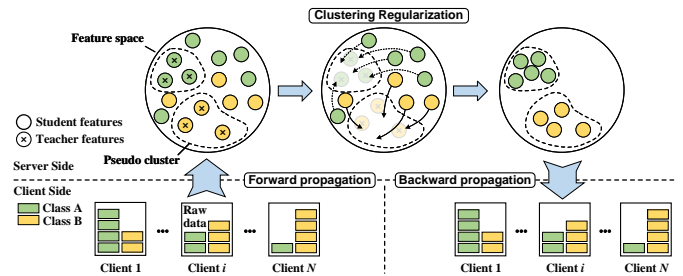 Clustering Regularization
Feature space
Student features
Teacher features
Pseudo cluster
Server Side
Client Side
Forward propagation
Backward propagation
Class A
Class B
Raw
data
...
...
...
...
Client 1
Client i
Client N
Client 1
Client i
Client N